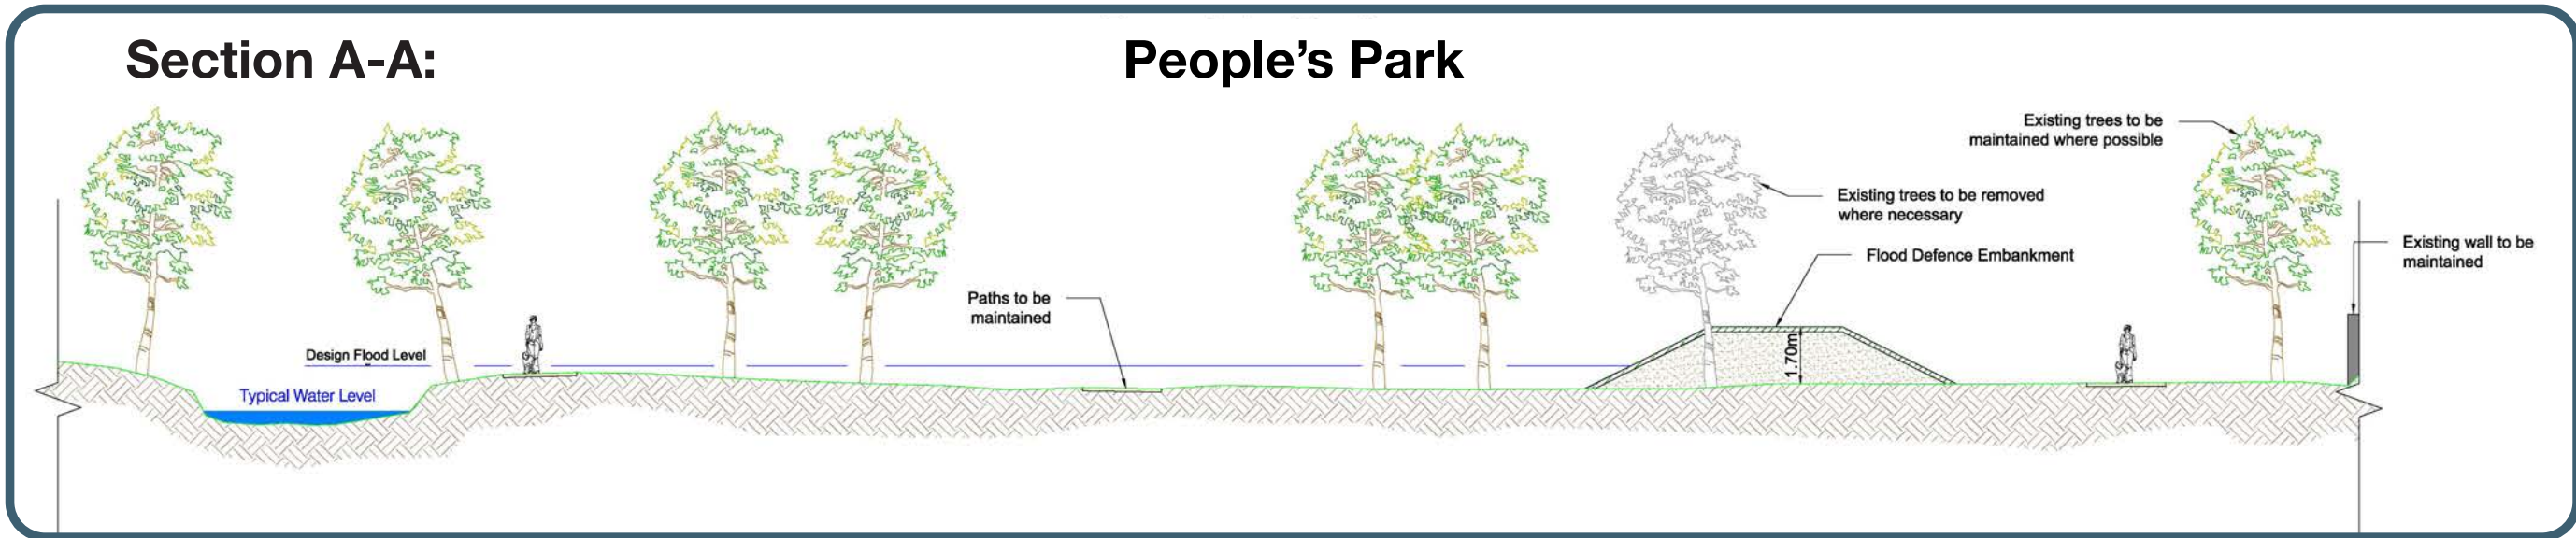 Section A-A:
People's Park
Existing trees to be
maintained where possible
Existing trees to be removed
where necessary
Existing wall to be
maintained
Flood Defence Embankment
Paths to be
maintained
1.70m
Design Flood Level
Typical Water Level